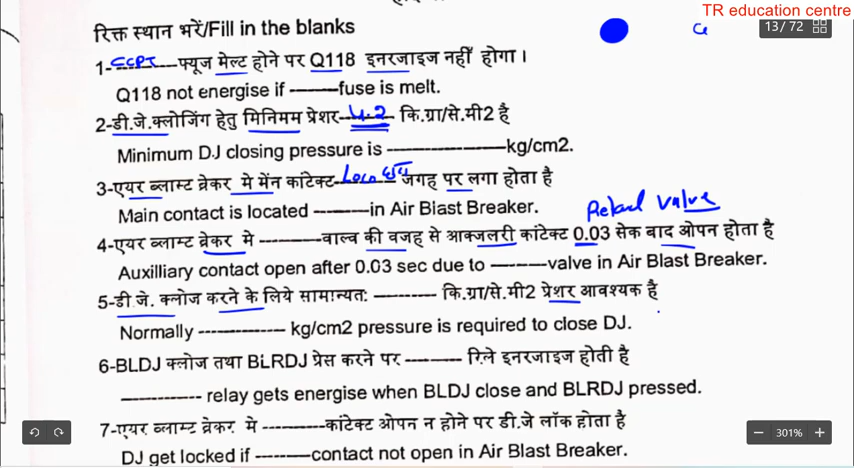 TR education centre
13 / 72
रिक्त स्थान भरें/Fill in the blanks
1- CCPT फ्यूज मेल्ट होने पर Q118 इनरजाइज नहीं होगा।
Q118 not energise if ———fuse is melt.
2-डी.जे.क्लोजिंग हेतु मिनिमम प्रेशर- 4.2 कि.ग्रा/से.मी2 है
Minimum DJ closing pressure is ——————kg/cm2.
3-एयर ब्लास्ट ब्रेकर मे मेंन कांटेक्ट- Loco जगह पर लगा होता है
Main contact is located ———in Air Blast Breaker.
Retard valve
4-एयर ब्लास्ट ब्रेकर मे ———वाल्व की वजह से आक्जलरी कांटेक्ट 0.03 सेक बाद ओपन होता है
Auxilliary contact open after 0.03 sec due to ———valve in Air Blast Breaker.
5-डी.जे. क्लोज करने के लिये सामान्यत: ——— कि.ग्रा/से.मी2 प्रेशर आवश्यक है
Normally ———— kg/cm2 pressure is required to close DJ.
6-BLDJ क्लोज तथा BLRDJ प्रेस करने पर ——— रिले इनरजाइज होती है
———— relay gets energise when BLDJ close and BLRDJ pressed.
7-एयर ब्लास्ट ब्रेकर मे ———कांटेक्ट ओपन न होने पर डी.जे लॉक होता है
DJ get locked if ———contact not open in Air Blast Breaker.
301%